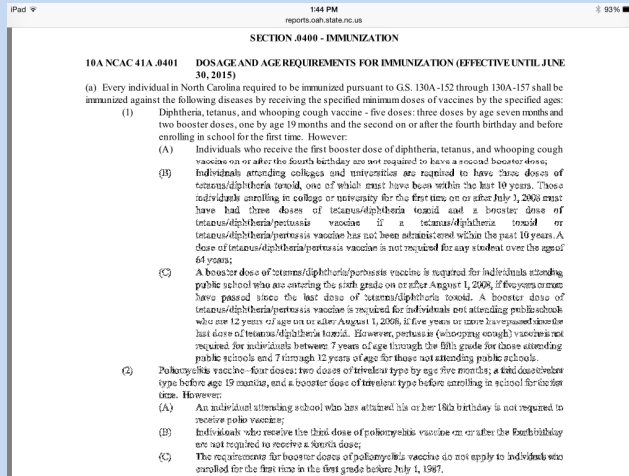 iPad
1:44 PM
93%
reports.oah.state.nc.us
SECTION .0400 - IMMUNIZATION
10A NCAC 41A .0401 DOSAGE AND AGE REQUIREMENTS FOR IMMUNIZATION (EFFECTIVE UNTIL JUNE
30, 2015)
(a) Every individual in North Carolina required to be immunized pursuant to G.S. 130A-152 through 130A-157 shall be
immunized against the following diseases by receiving the specified minimum doses of vaccines by the specified ages:
(1) Diphtheria, tetanus, and whooping cough vaccine - five doses: three doses by age seven months and
two booster doses, one by age 19 months and the second on or after the fourth birthday and before
enrolling in school for the first time. However:
(A) Individuals who receive the first booster dose of diphtheria, tetanus, and whooping cough
vaccine on or after the fourth birthday are not required to have a second booster dose;
(B) Individuals attending colleges and universities are required to have three doses of
tetanus/diphtheria toxoid, one of which must have been within the last 10 years. Those
individuals enrolling in college or university for the first time on or after July 1, 2008 must
have had three doses of tetanus/diphtheria toxoid and a booster dose of
tetanus/diphtheria/pertussis vaccine if a tetanus/diphtheria toxoid or
tetanus/diphtheria/pertussis vaccine has not been administered within the past 10 years. A
dose of tetanus/diphtheria/pertussis vaccine is not required for any student over the age of
64 years;
(C) A booster dose of tetanus/diphtheria/pertussis vaccine is required for individuals attending
public school who are entering the sixth grade on or after August 1, 2008, if five years or more
have passed since the last dose of tetanus/diphtheria toxoid. A booster dose of
tetanus/diphtheria/pertussis vaccine is required for individuals not attending public schools
who are 12 years of age on or after August 1, 2008, if five years or more have passed since the
last dose of tetanus/diphtheria toxoid. However, pertussis (whooping cough) vaccine is not
required for individuals between 7 years of age through the fifth grade for those attending
public schools and 7 through 12 years of age for those not attending public schools.
(2) Poliomyelitis vaccine--four doses: two doses of trivalent type by age five months; a third dose trivalent
type before age 19 months, and a booster dose of trivalent type before enrolling in school for the first
time. However:
(A) An individual attending school who has attained his or her 18th birthday is not required to
receive polio vaccine;
(B) Individuals who receive the third dose of poliomyelitis vaccine on or after the fourth birthday
are not required to receive a fourth dose;
(C) The requirements for booster doses of poliomyelitis vaccine do not apply to individuals who
enrolled for the first time in the first grade before July 1, 1987.